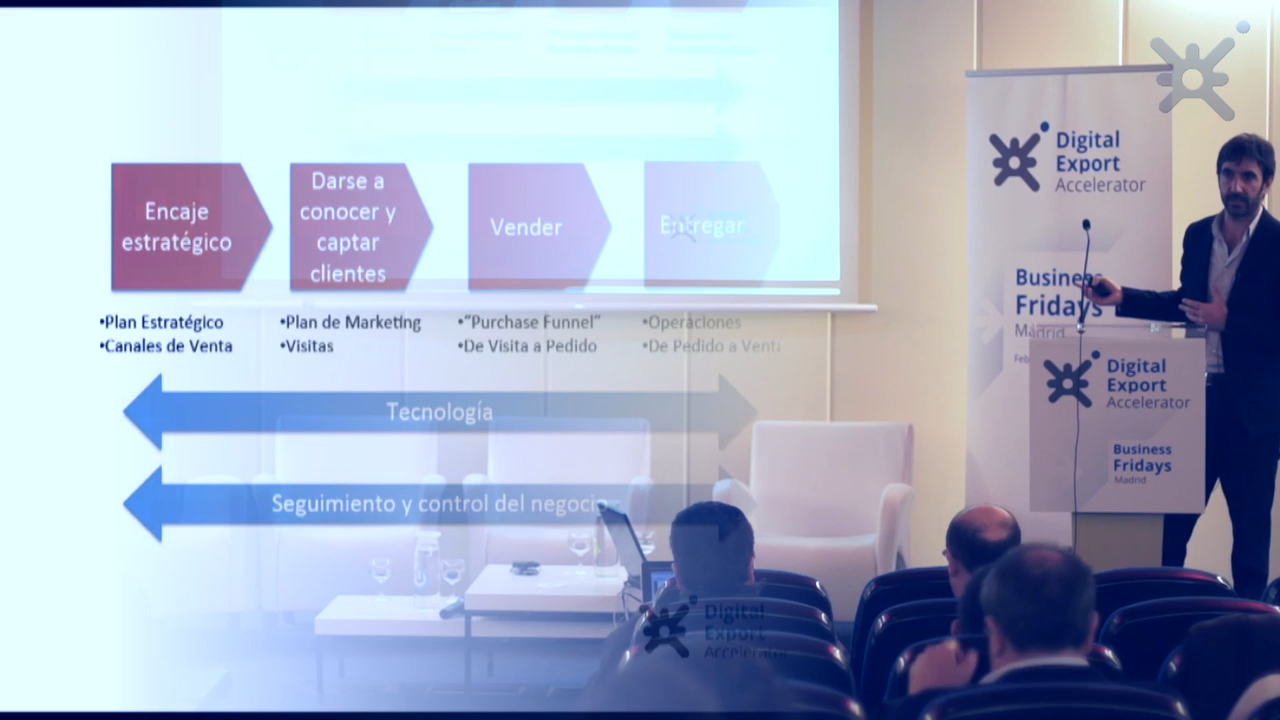 Encaje
estratégico
Darse a
conocer y
captar
clientes
Vender
Entregar
•Plan Estratégico
•Canales de Venta
•Plan de Marketing
•Visitas
•"Purchase Funnel"
•De Visita a Pedido
•Operaciones
•De Pedido a Venta
Tecnología
Seguimiento y control del negocio
Digital
Export
Accelerator
Business
Fridays
Madrid
Digital
Export
Accelerator
Business
Fridays
Madrid
Digital
Export
Accelerator